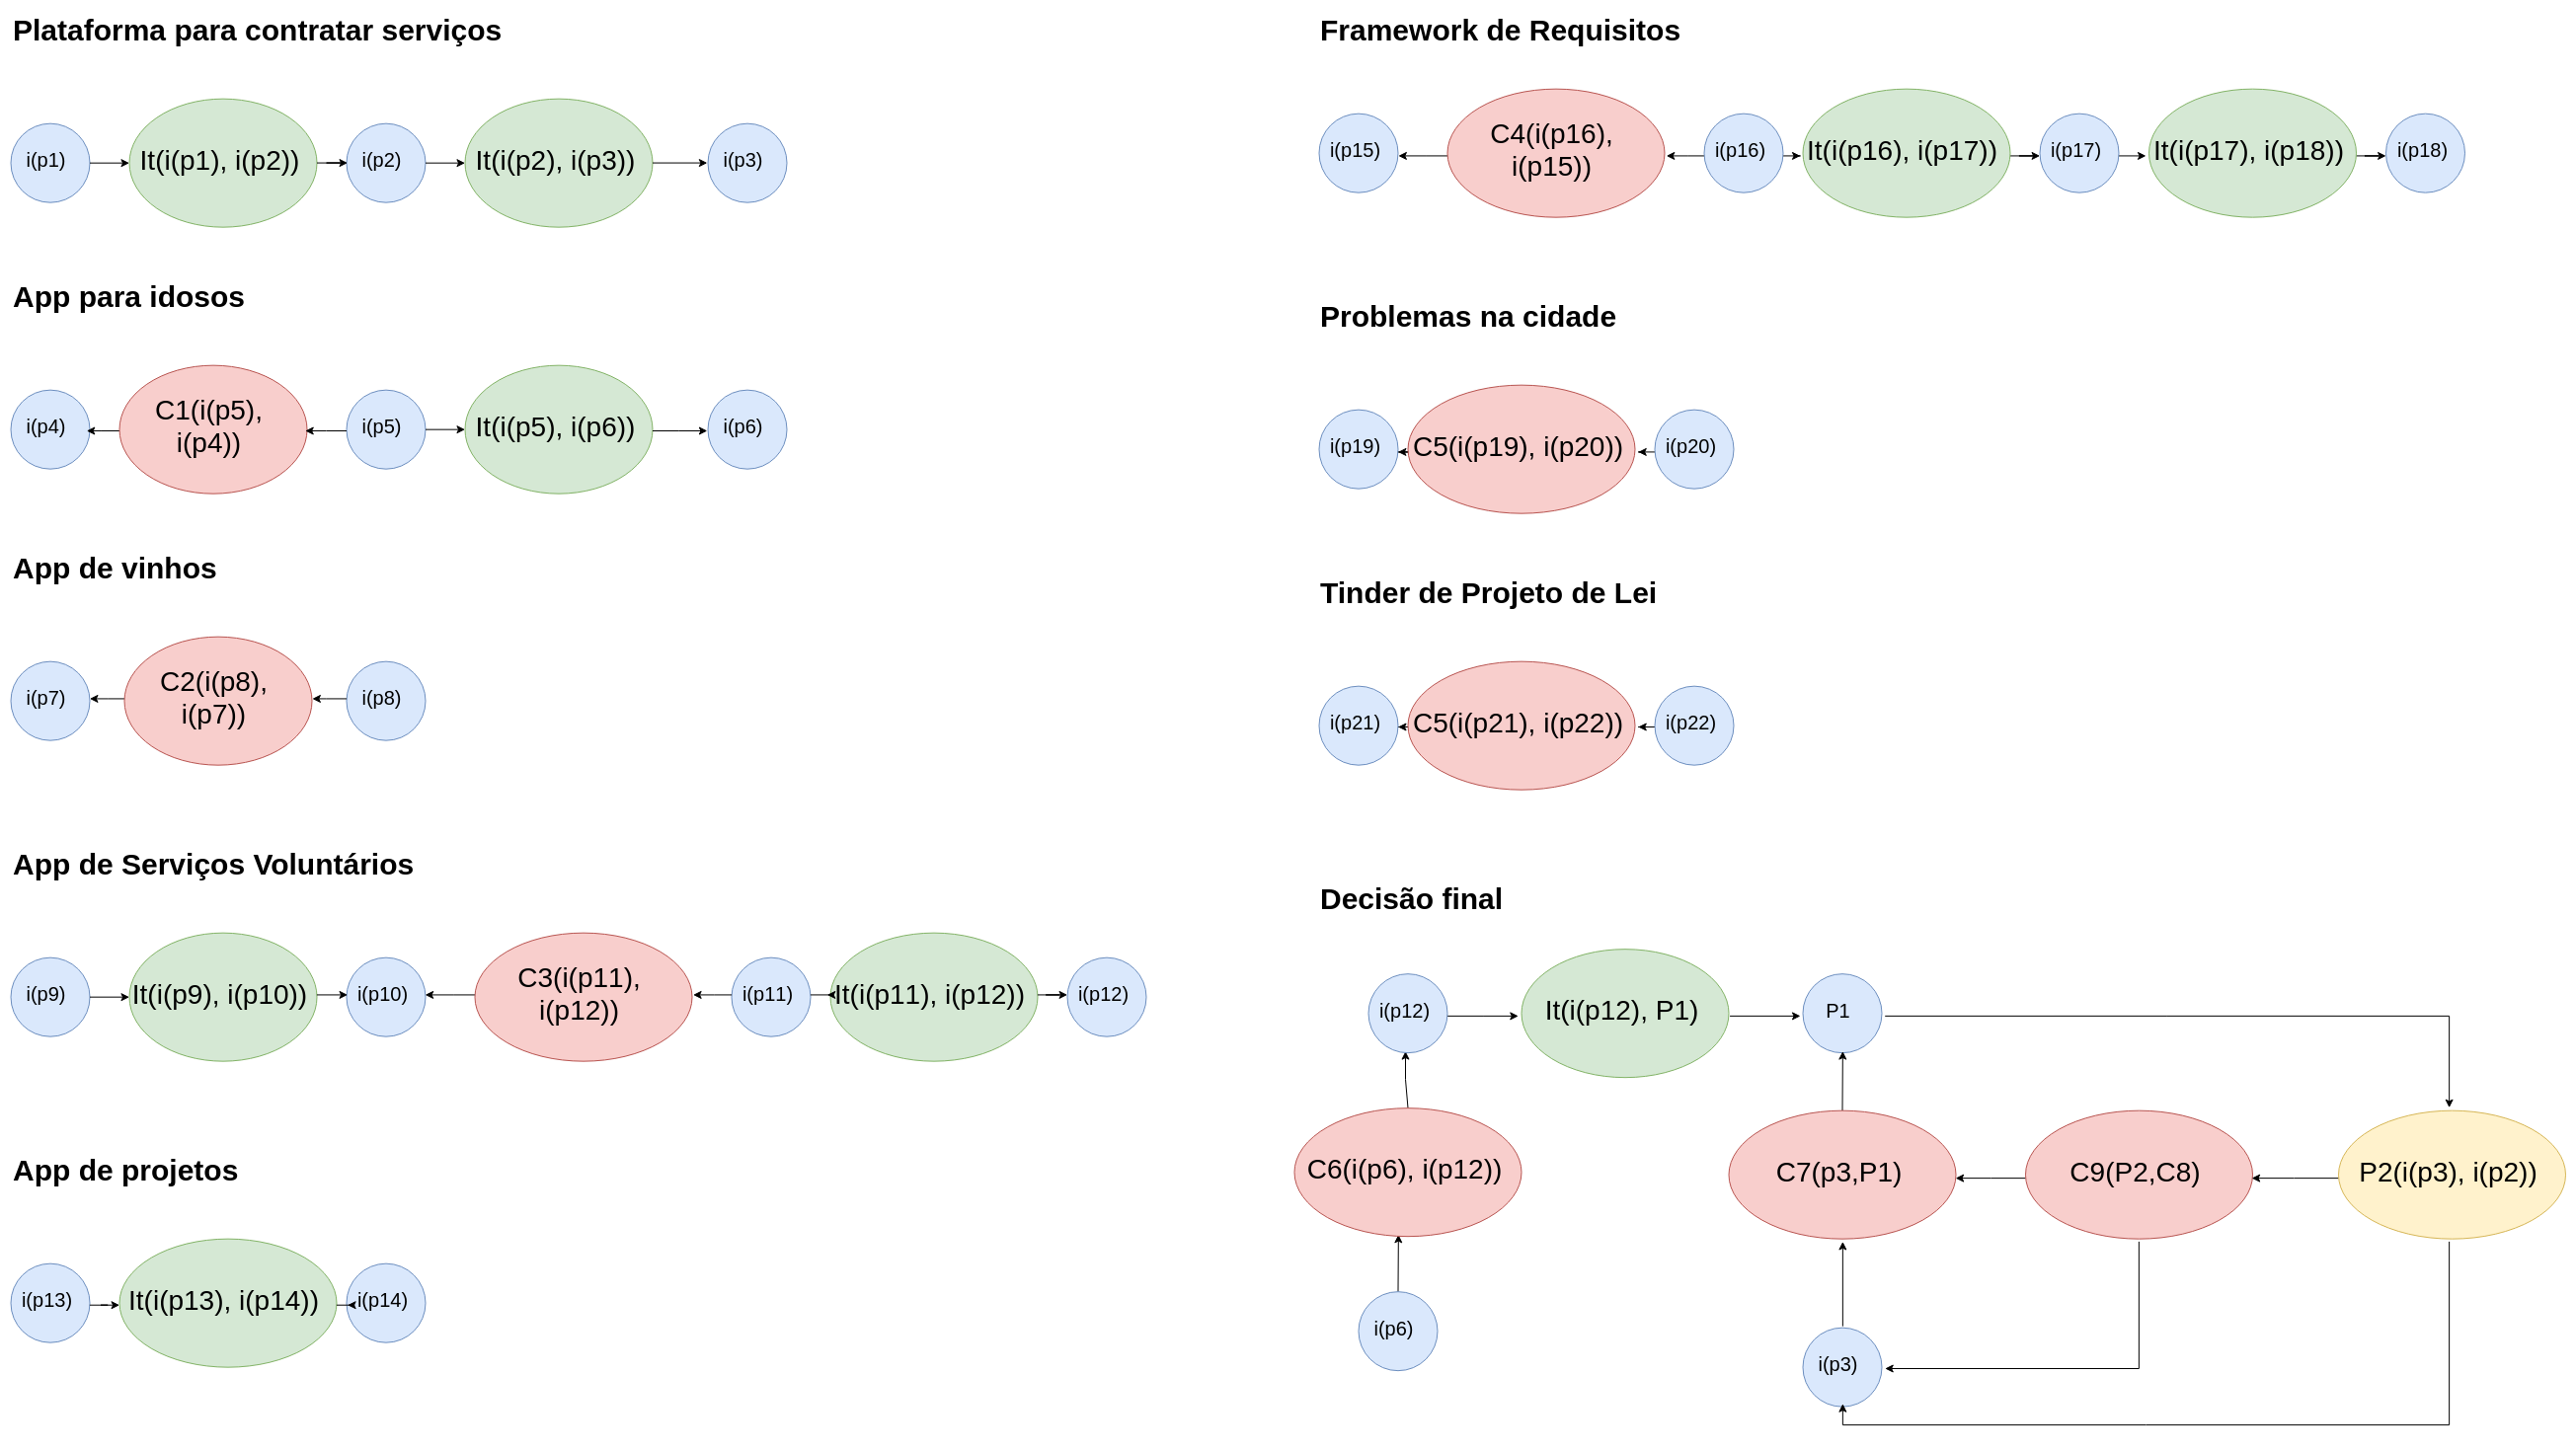 Plataforma para contratar serviços
i(p1)
It(i(p1), i(p2))
i(p2)
It(i(p2), i(p3))
i(p3)
App para idosos
i(p4)
C1(i(p5),
i(p4))
i(p5)
It(i(p5), i(p6))
i(p6)
App de vinhos
i(p7)
C2(i(p8),
i(p7))
i(p8)
App de Serviços Voluntários
i(p9)
It(i(p9), i(p10))
i(p10)
C3(i(p11),
i(p12))
i(p11)
It(i(p11), i(p12))
i(p12)
App de projetos
i(p13)
It(i(p13), i(p14))
i(p14)
Framework de Requisitos
i(p15)
C4(i(p16),
i(p15))
i(p16)
It(i(p16), i(p17))
i(p17)
It(i(p17), i(p18))
i(p18)
Problemas na cidade
i(p19)
C5(i(p19), i(p20))
i(p20)
Tinder de Projeto de Lei
i(p21)
C5(i(p21), i(p22))
i(p22)
Decisão final
i(p12)
It(i(p12), P1)
P1
C6(i(p6), i(p12))
C7(p3,P1)
C9(P2,C8)
P2(i(p3), i(p2))
i(p6)
i(p3)